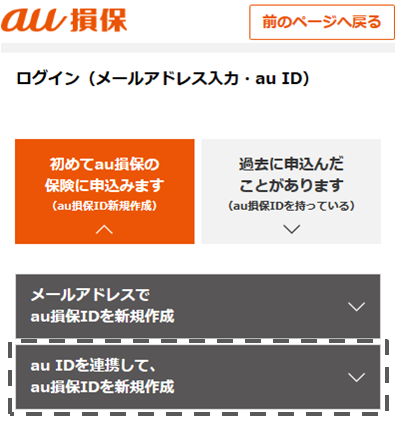 au損保
前のページへ戻る
ログイン（メールアドレス入力・au ID）
初めてau損保の
保険に申込みます
（au損保ID新規作成）
過去に申込んだ
ことがあります
（au損保IDを持っている）
メールアドレスで
au損保IDを新規作成
au IDを連携して、
au損保IDを新規作成